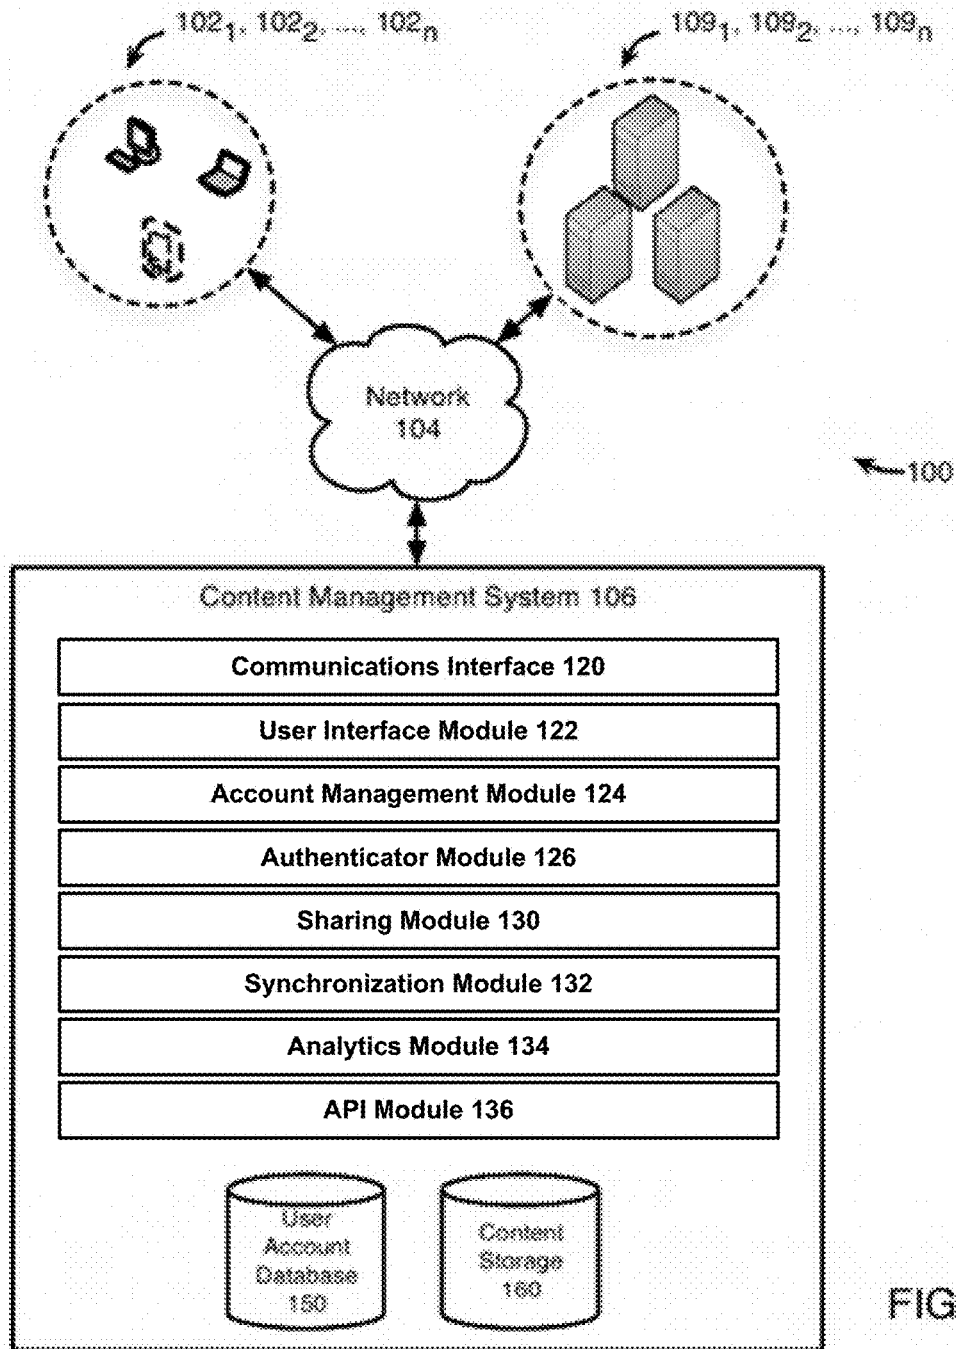 102₁, 102₂, ..., 102ₙ
109₁, 109₂, ..., 109ₙ
Network
104
100
Content Management System 106
Communications Interface 120
User Interface Module 122
Account Management Module 124
Authenticator Module 126
Sharing Module 130
Synchronization Module 132
Analytics Module 134
API Module 136
User
Account
Database
150
Content
Storage
160
FIG